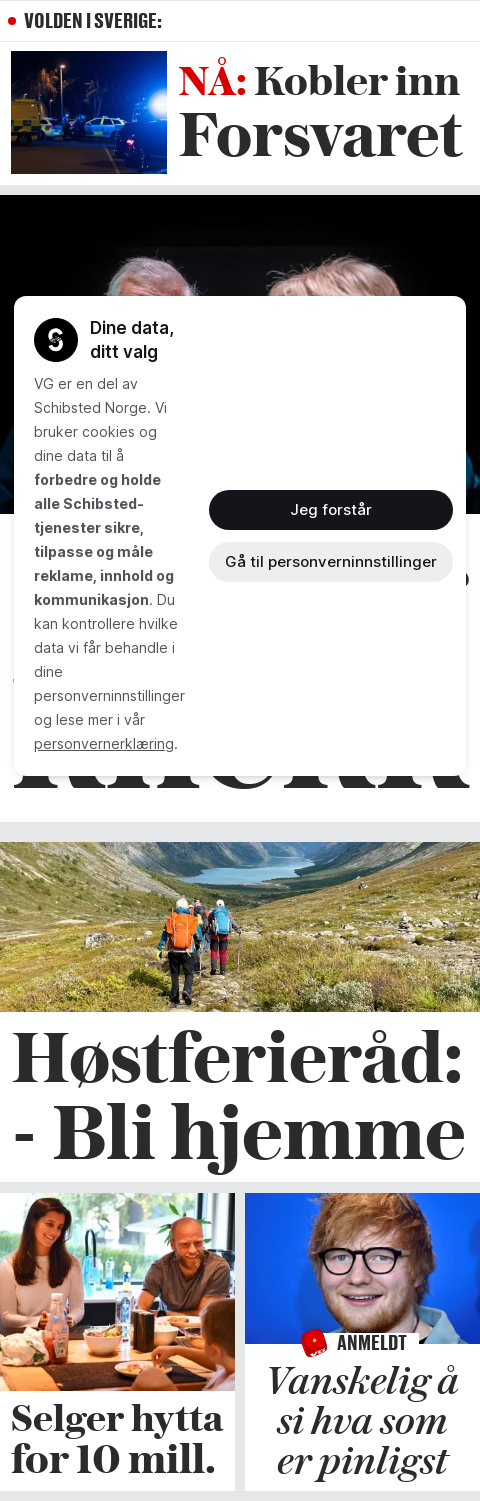 VOLDEN I SVERIGE:
NÅ: Kobler inn
Forsvaret
Dine data,
ditt valg
VG er en del av
Schibsted Norge. Vi
bruker cookies og
dine data til å
forbedre og holde
alle Schibsted-
tjenester sikre,
tilpasse og måle
reklame, innhold og
kommunikasjon. Du
kan kontrollere hvilke
data vi får behandle i
dine
personverninnstillinger
og lese mer i vår
personvernerklæring.
Jeg forstår
Gå til personverninnstillinger
Høstferieråd:
- Bli hjemme
Selger hytta
for 10 mill.
ANMELDT
Vanskelig å
si hva som
er pinligst